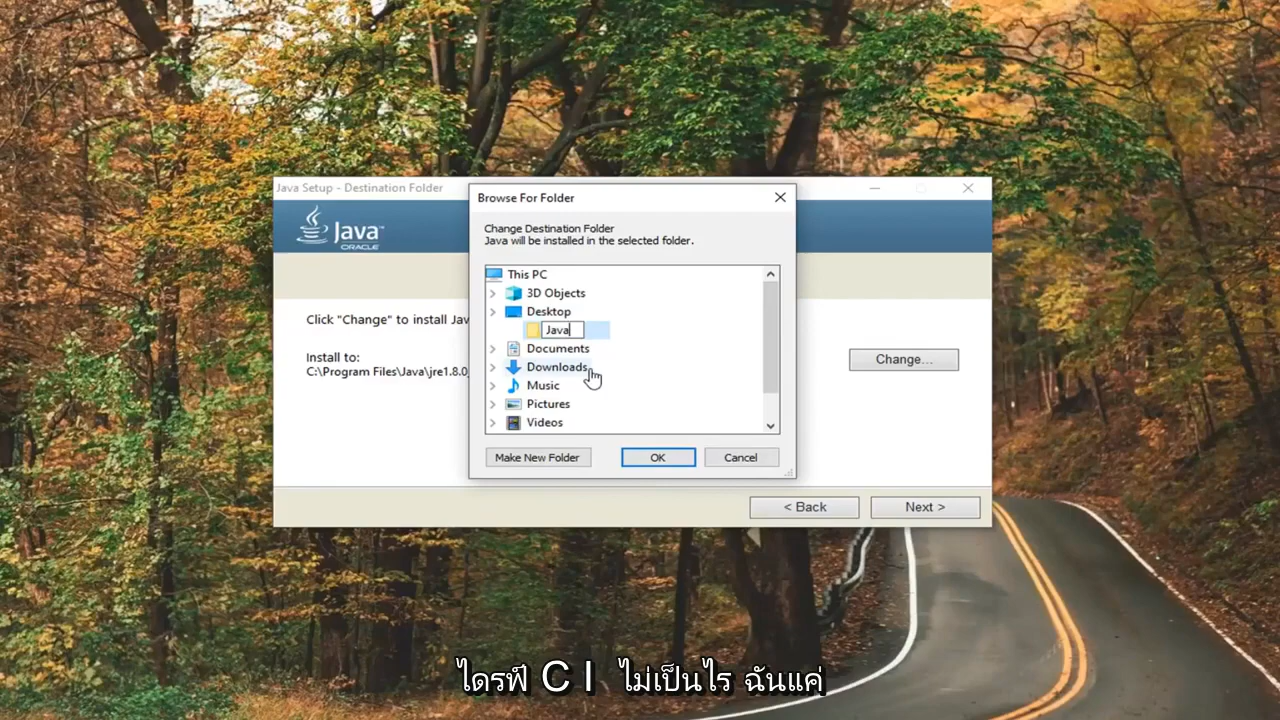 Java Setup - Destination Folder
Java
ORACLE
Click "Change" to install Jav
Install to:
C:\Program Files\Java\jre1.8.0_
Change...
< Back
Next >
Browse For Folder
Change Destination Folder
Java will be installed in the selected folder.
This PC
3D Objects
Desktop
Java
Documents
Downloads
Music
Pictures
Videos
Make New Folder
OK
Cancel
ไดรฟ์ C I ไม่เป็นไร ฉันแค่